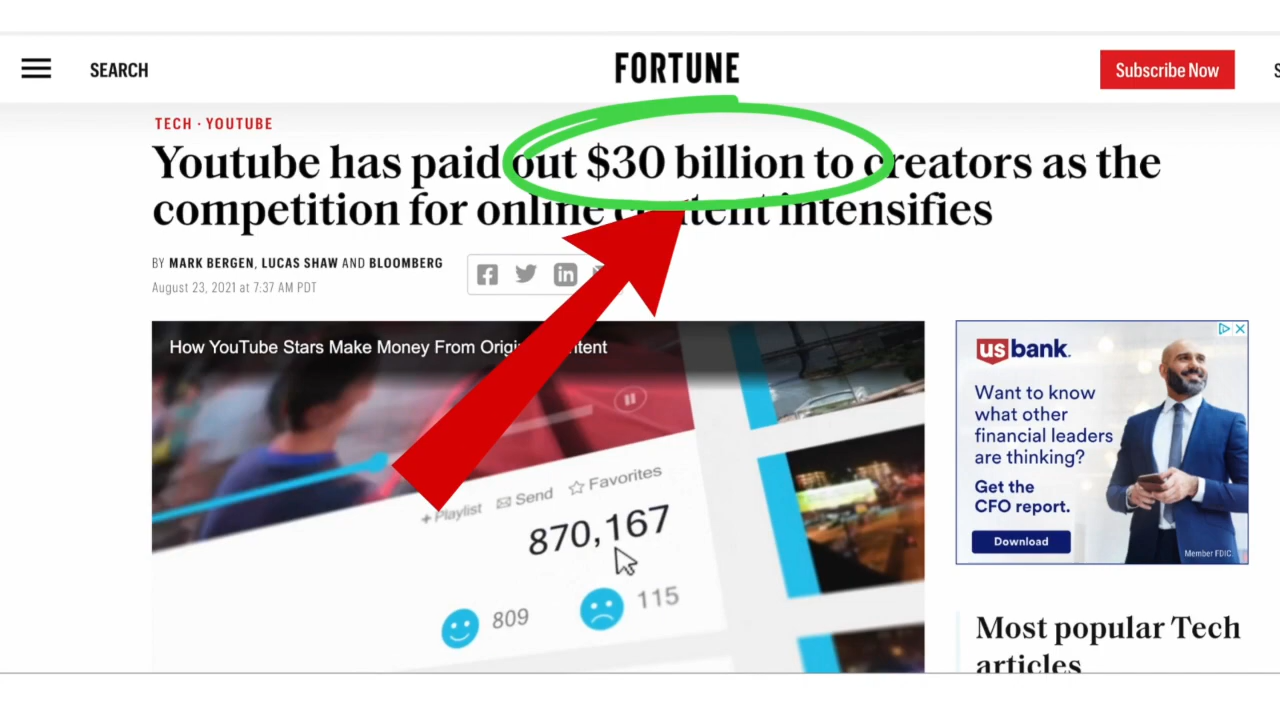 SEARCH
FORTUNE
Subscribe Now
S
TECH · YOUTUBE
Youtube has paid out $30 billion to creators as the
competition for online content intensifies
BY MARK BERGEN, LUCAS SHAW AND BLOOMBERG
August 23, 2021 at 7:37 AM PDT
How YouTube Stars Make Money From Original Content
+ Playlist Send Favorites
870,167
809 115
usbank.
Want to know
what other
financial leaders
are thinking?
Get the
CFO report.
Download
Member FDIC.
Most popular Tech
articles